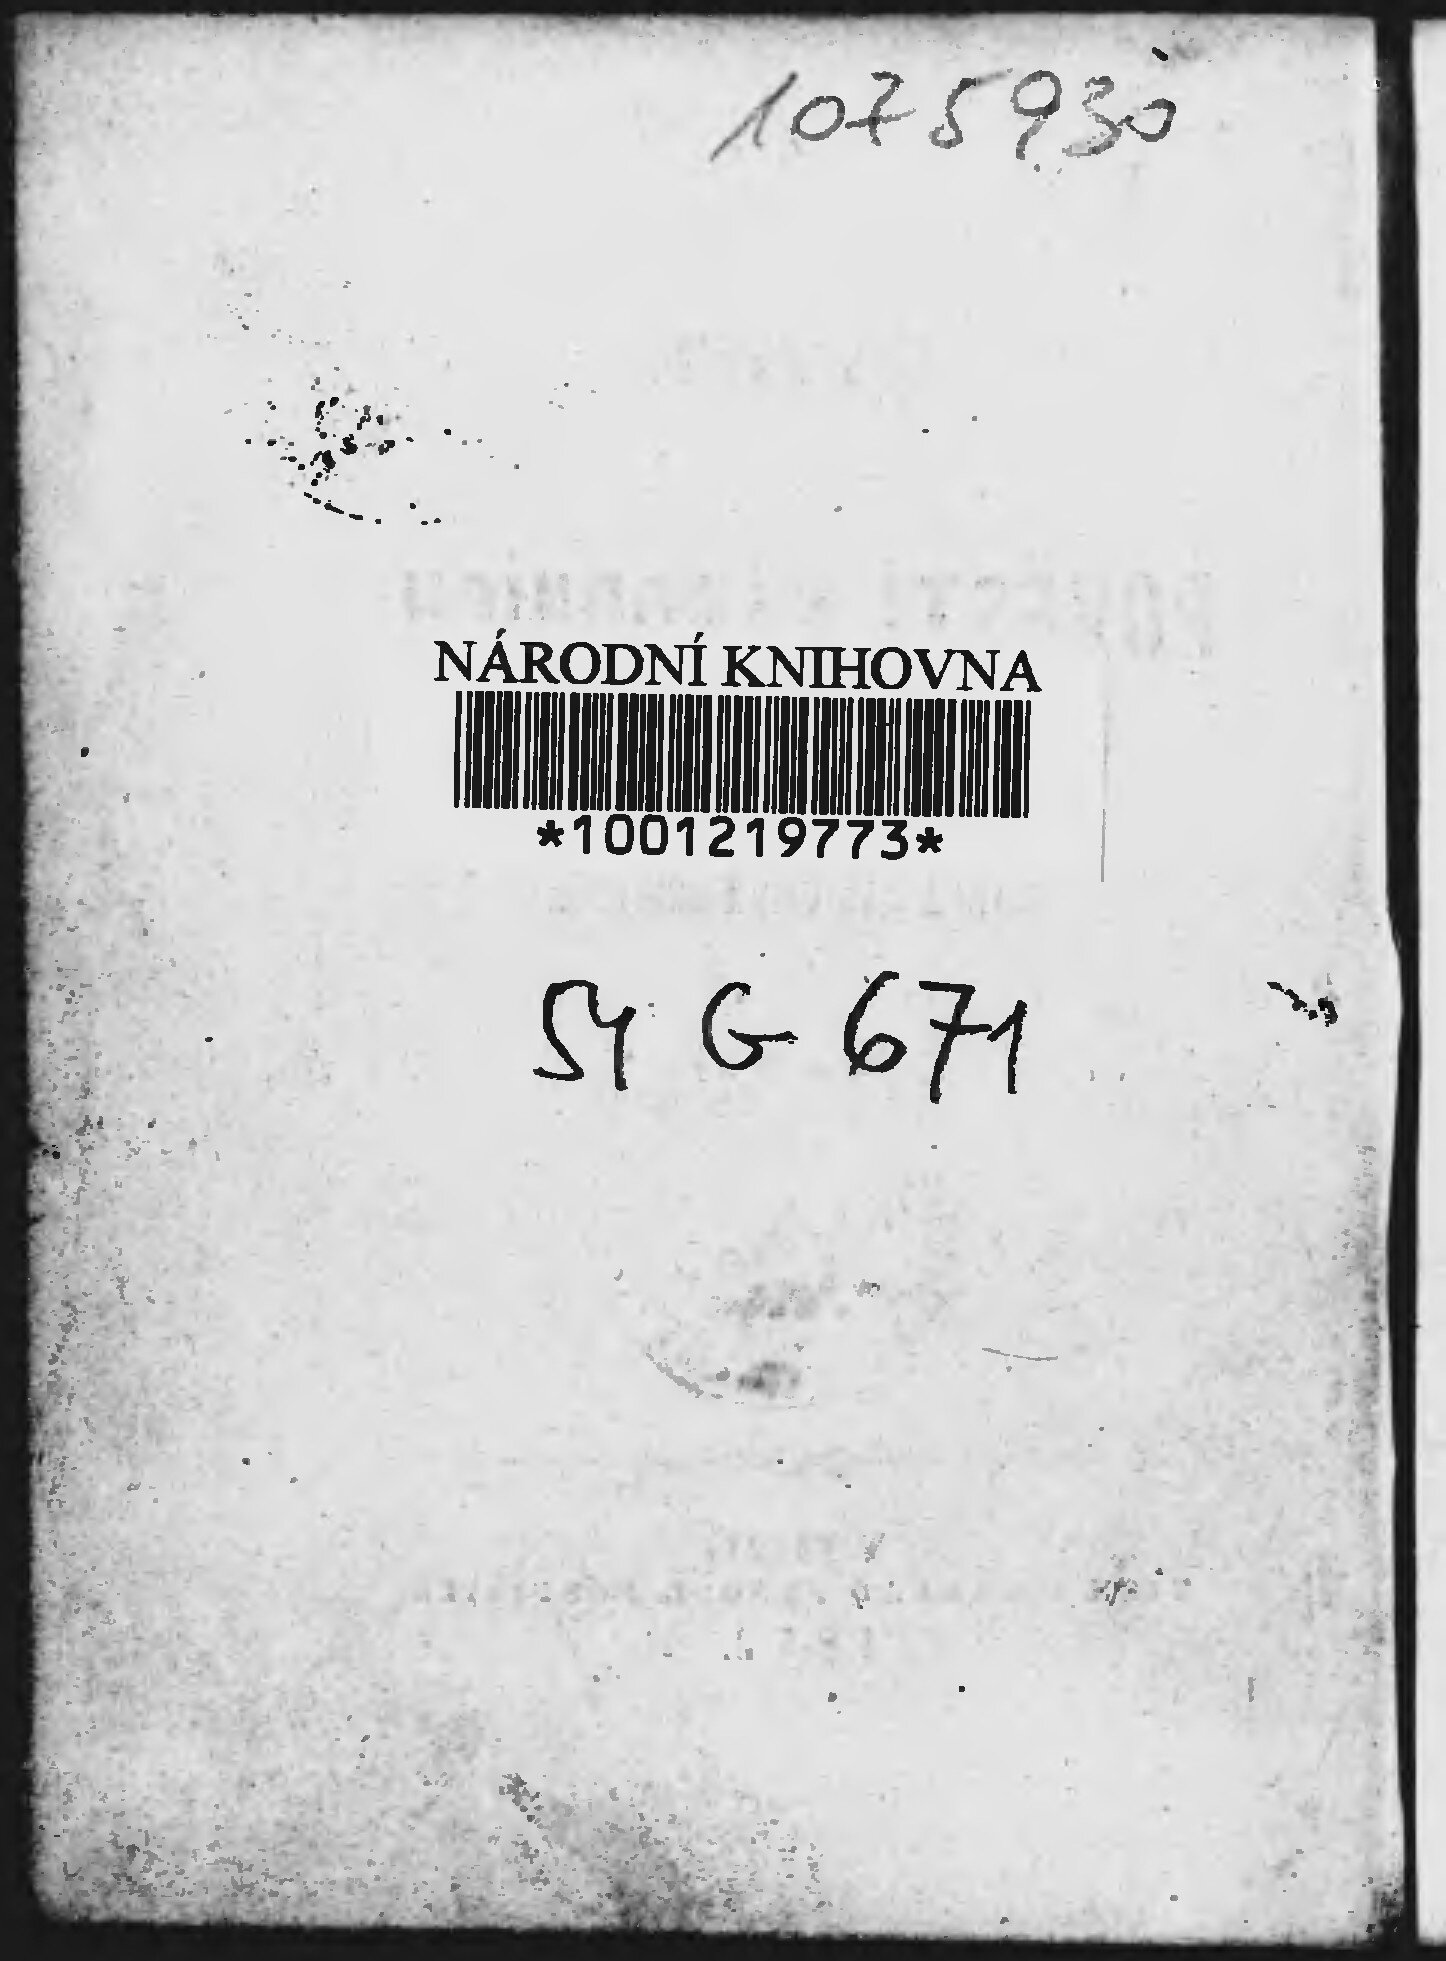 1075930
NÁRODNÍ KNIHOVNA
*1001219773*
54 G 671